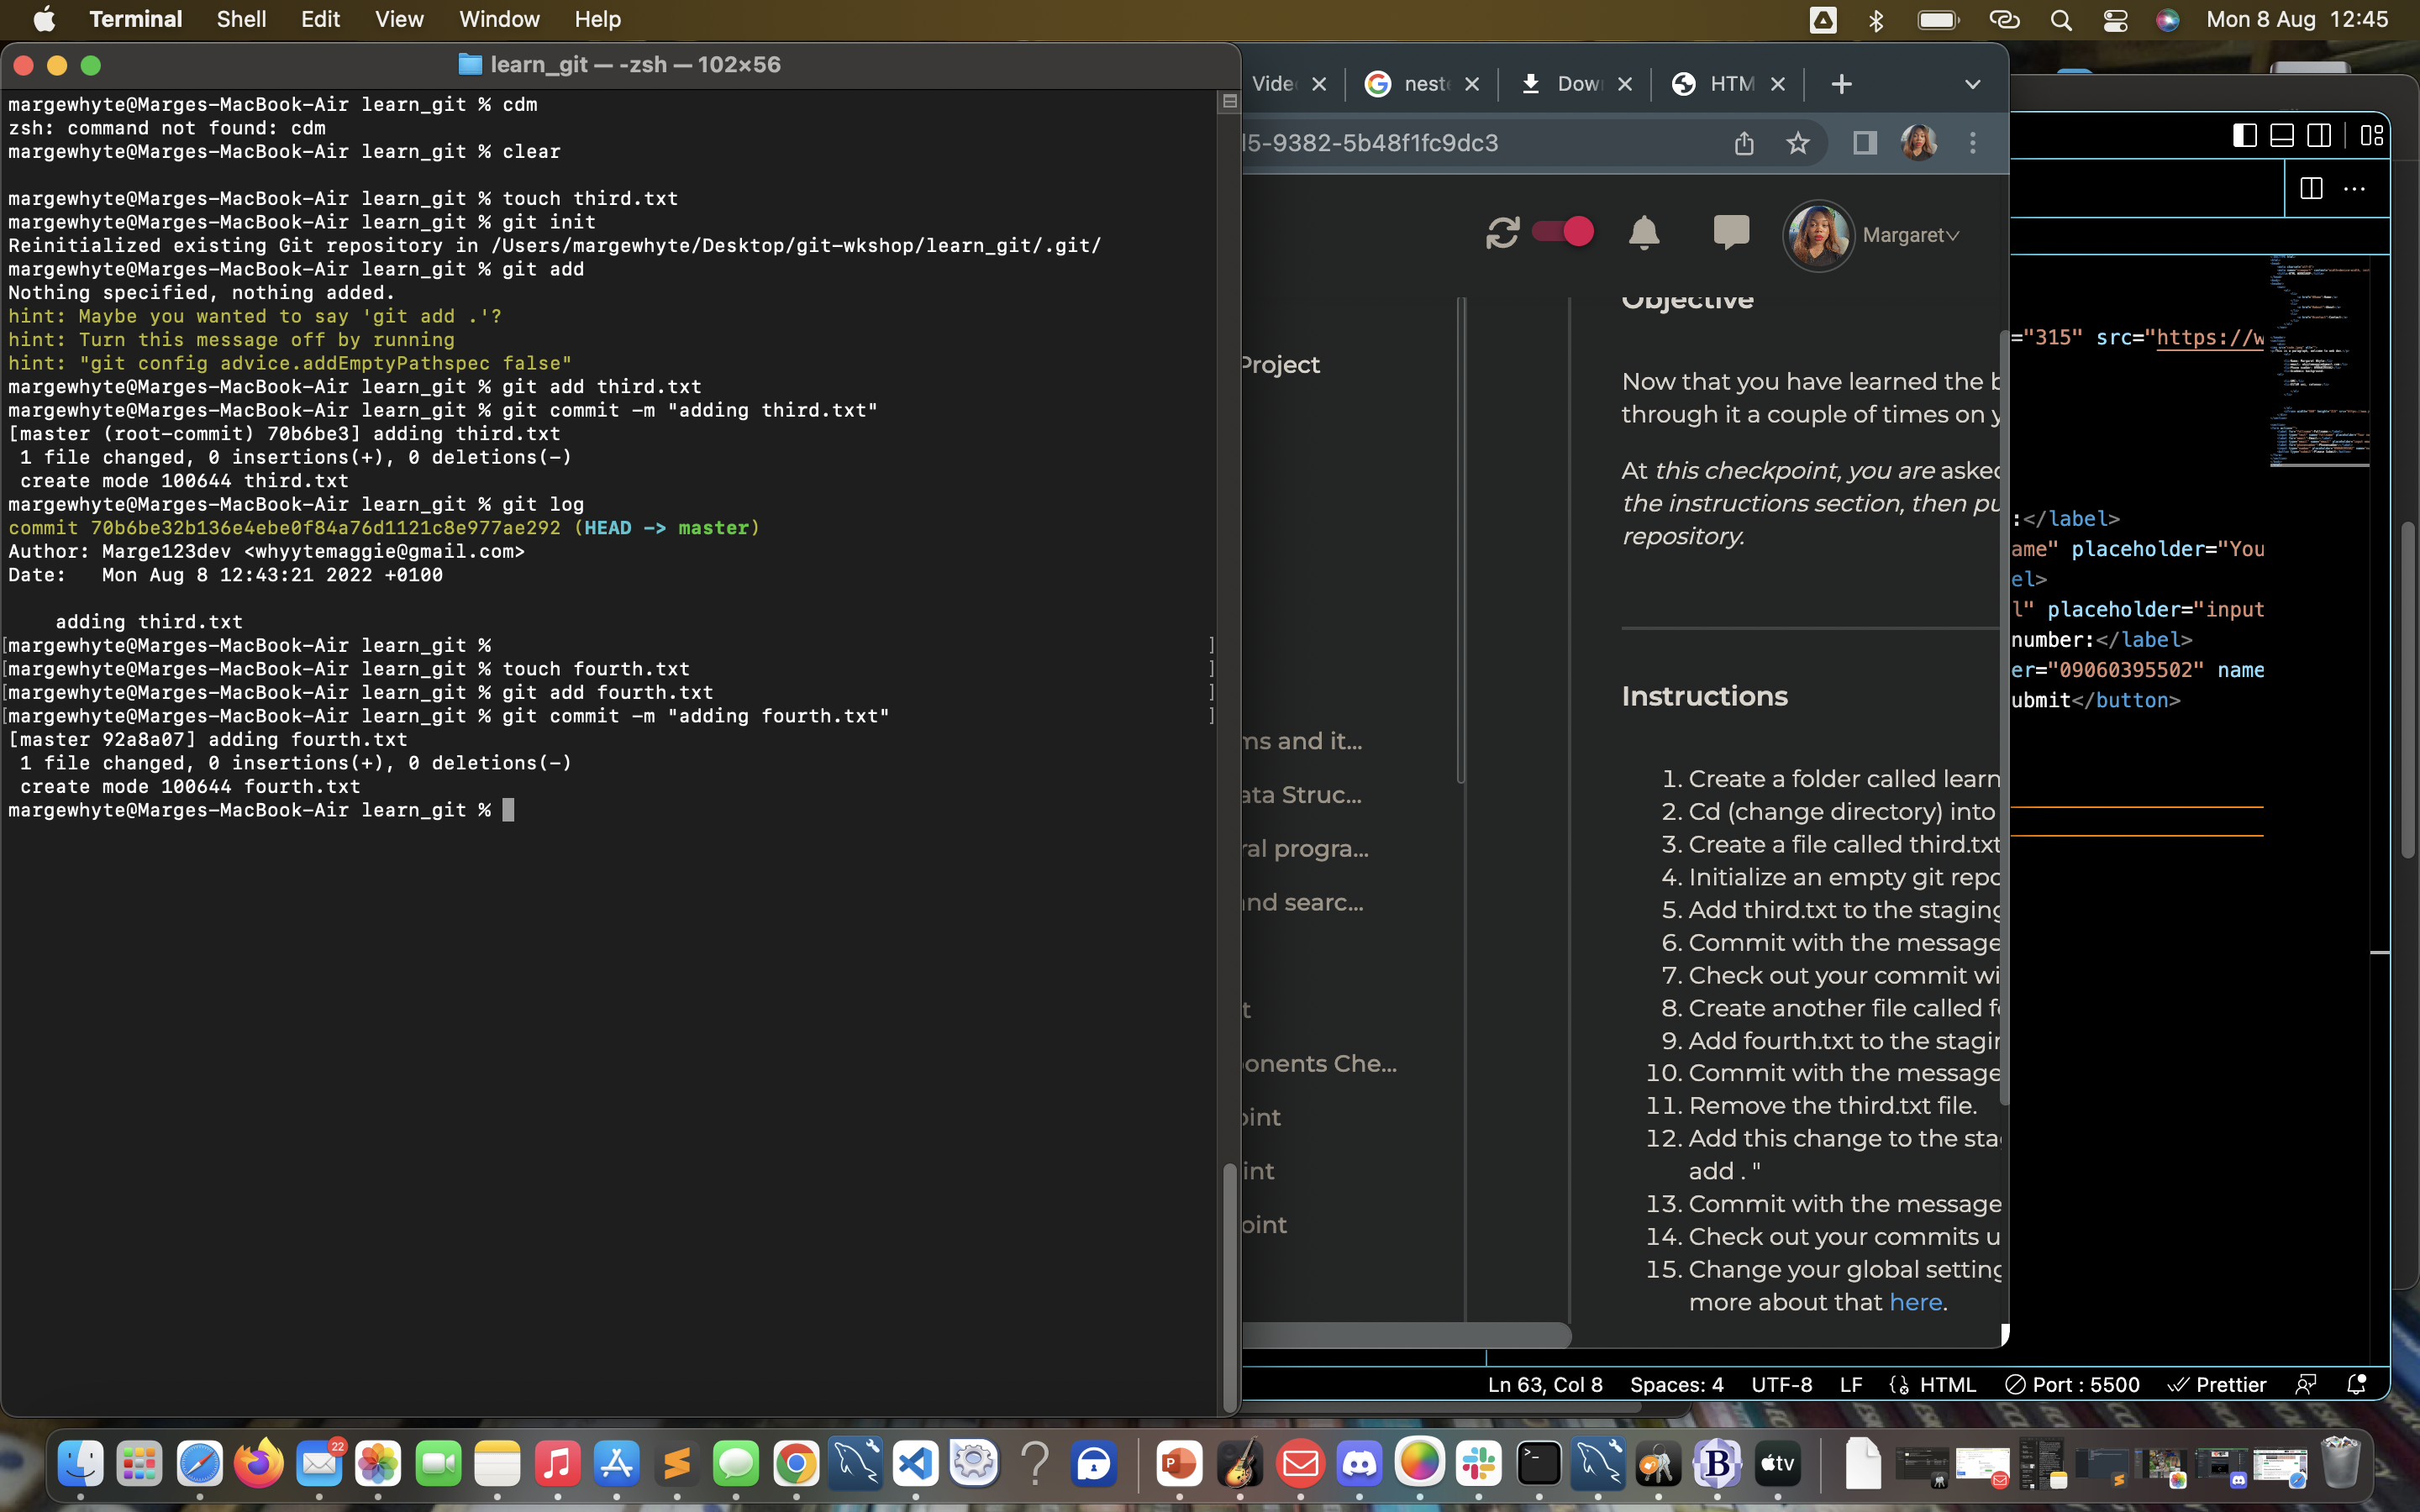 Terminal Shell Edit View Window Help
Mon 8 Aug 12:45
learn_git — -zsh — 102×56
margewhyte@Marges-MacBook-Air learn_git % cdm
zsh: command not found: cdm
margewhyte@Marges-MacBook-Air learn_git % clear
margewhyte@Marges-MacBook-Air learn_git % touch third.txt
margewhyte@Marges-MacBook-Air learn_git % git init
Reinitialized existing Git repository in /Users/margewhyte/Desktop/git-wkshop/learn_git/.git/
margewhyte@Marges-MacBook-Air learn_git % git add
Nothing specified, nothing added.
hint: Maybe you wanted to say 'git add .'?
hint: Turn this message off by running
hint: "git config advice.addEmptyPathspec false"
margewhyte@Marges-MacBook-Air learn_git % git add third.txt
margewhyte@Marges-MacBook-Air learn_git % git commit -m "adding third.txt"
[master (root-commit) 70b6be3] adding third.txt
1 file changed, 0 insertions(+), 0 deletions(-)
create mode 100644 third.txt
margewhyte@Marges-MacBook-Air learn_git % git log
commit 70b6be32b136e4ebe0f84a76d1121c8e977ae292 (HEAD -> master)
Author: Marge123dev <whyytemaggie@gmail.com>
Date:   Mon Aug 8 12:43:21 2022 +0100
adding third.txt
[margewhyte@Marges-MacBook-Air learn_git % ]
[margewhyte@Marges-MacBook-Air learn_git % touch fourth.txt ]
[margewhyte@Marges-MacBook-Air learn_git % git add fourth.txt ]
[margewhyte@Marges-MacBook-Air learn_git % git commit -m "adding fourth.txt" ]
[master 92a8a07] adding fourth.txt
1 file changed, 0 insertions(+), 0 deletions(-)
create mode 100644 fourth.txt
margewhyte@Marges-MacBook-Air learn_git %
Vide neste Dow HTM
l5-9382-5b48f1fc9dc3
Margaret
Project
ms and it...
ata Struc...
ral progra...
nd searc...
t
onents Che...
oint
int
oint
Objective
Now that you have learned the b
through it a couple of times on y
At this checkpoint, you are asked
the instructions section, then pu
repository.
Instructions
1. Create a folder called learn
2. Cd (change directory) into
3. Create a file called third.txt
4. Initialize an empty git repo
5. Add third.txt to the staging
6. Commit with the message
7. Check out your commit wi
8. Create another file called fo
9. Add fourth.txt to the stagin
10. Commit with the message
11. Remove the third.txt file.
12. Add this change to the sta
add . "
13. Commit with the message
14. Check out your commits u
15. Change your global setting
more about that here.
="315" src="https://w
:</label>
ame" placeholder="You
el>
l" placeholder="input
number:</label>
er="09060395502" name
ubmit</button>
Ln 63, Col 8 Spaces: 4 UTF-8 LF HTML Port : 5500 Prettier
22
tv